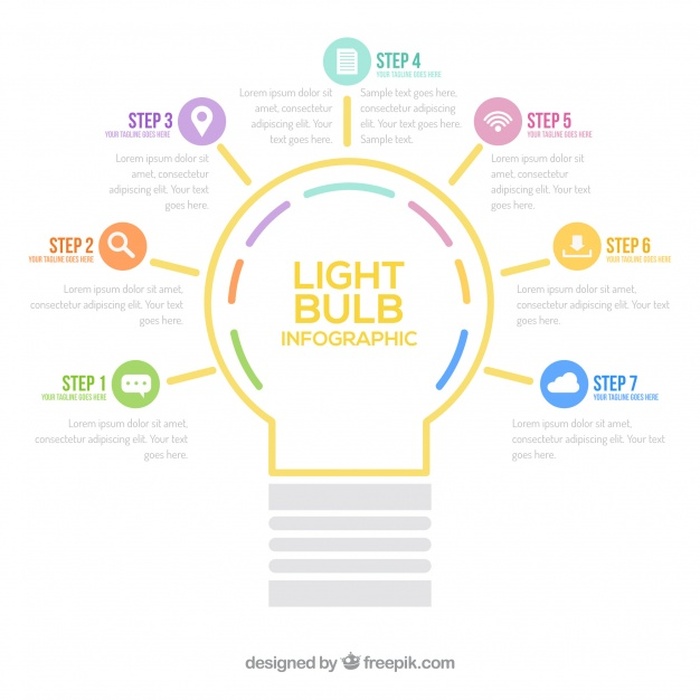 STEP 4
YOUR TAGLINE GOES HERE
Lorem ipsum dolor sit
amet, consectetur
adipiscing elit.
Your text goes
here.
Sample text goes here,
consectetur adipiscing
elit. Your text goes here.
Sample text.
STEP 3
YOUR TAGLINE GOES HERE
Lorem ipsum dolor sit
amet, consectetur
adipiscing elit.
Your text goes
here.
STEP 5
YOUR TAGLINE GOES HERE
Lorem ipsum dolor sit
amet, consectetur
adipiscing elit.
Your text goes
here.
STEP 2
YOUR TAGLINE GOES HERE
Lorem ipsum dolor sit amet,
consectetur adipiscing elit. Your text
goes here.
STEP 6
YOUR TAGLINE GOES HERE
Lorem ipsum dolor sit amet,
consectetur adipiscing elit. Your text
goes here.
LIGHT
BULB
INFOGRAPHIC
STEP 1
YOUR TAGLINE GOES HERE
Lorem ipsum dolor sit amet,
consectetur adipiscing elit. Your text
goes here.
STEP 7
YOUR TAGLINE GOES HERE
Lorem ipsum dolor sit amet,
consectetur adipiscing elit. Your text
goes here.
designed by freepik.com